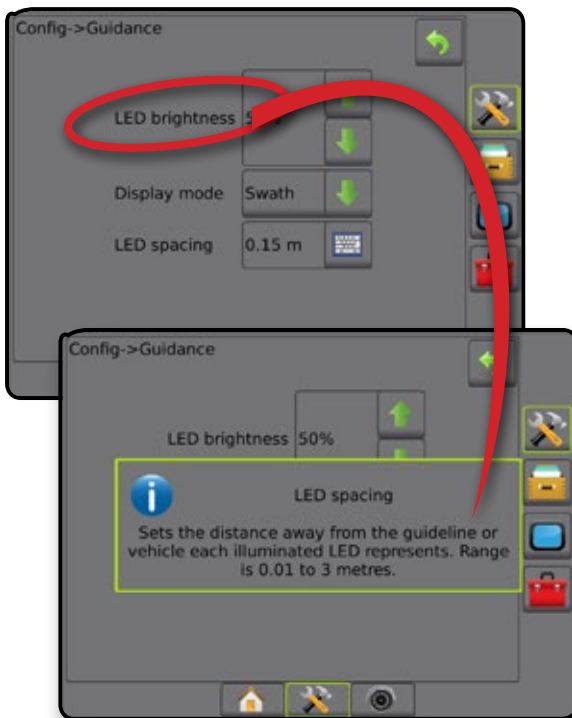 Config->Guidance
LED brightness
Display mode Swath
LED spacing 0.15 m
Config->Guidance
LED brightness 50%
LED spacing
Sets the distance away from the guideline or
vehicle each illuminated LED represents. Range
is 0.01 to 3 metres.